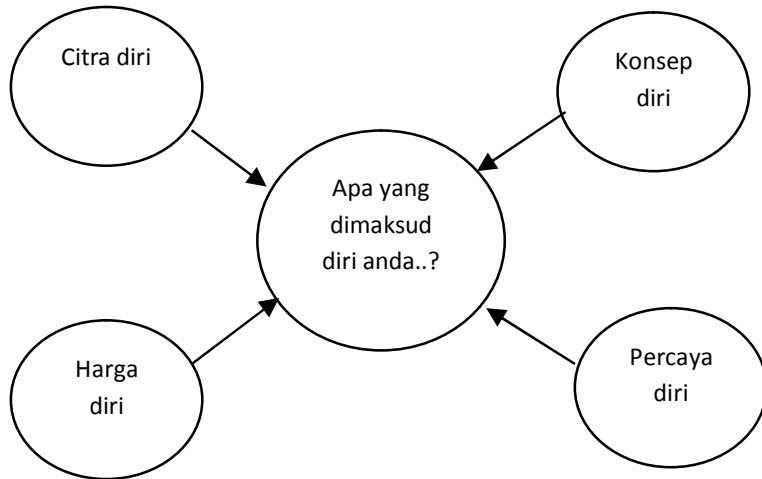 Citra diri
Konsep
diri
Apa yang
dimaksud
diri anda..?
Harga
diri
Percaya
diri